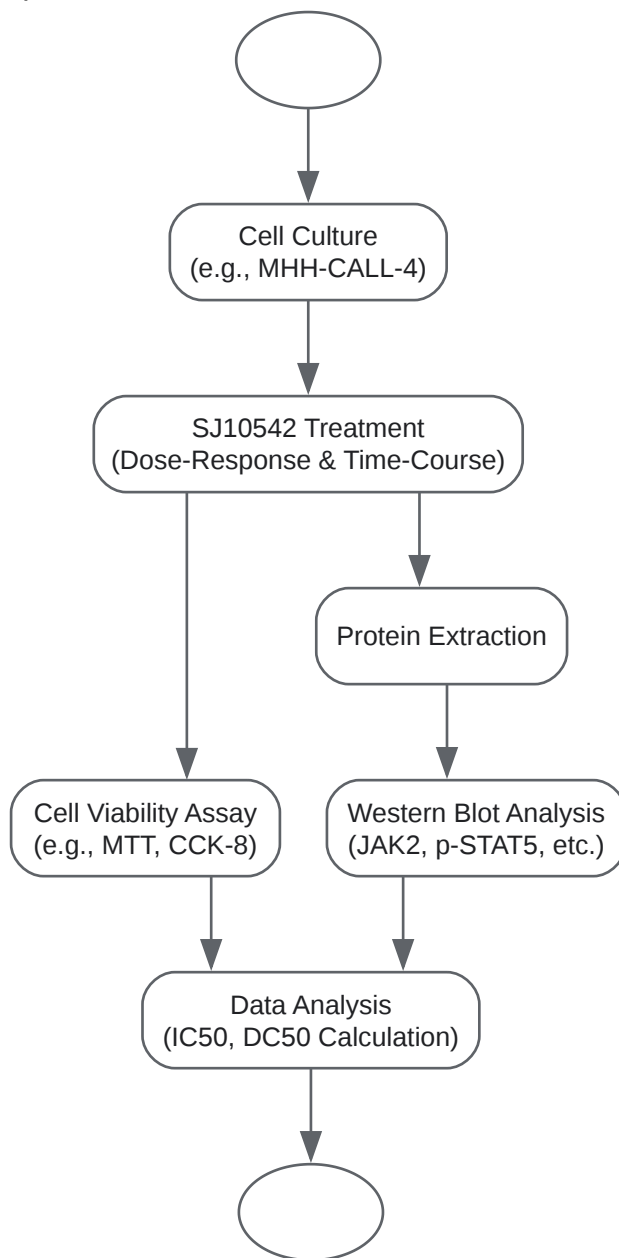 Cell Culture
(e.g., MHH-CALL-4)
SJ10542 Treatment
(Dose-Response & Time-Course)
Protein Extraction
Cell Viability Assay
(e.g., MTT, CCK-8)
Western Blot Analysis
(JAK2, p-STAT5, etc.)
Data Analysis
(IC50, DC50 Calculation)